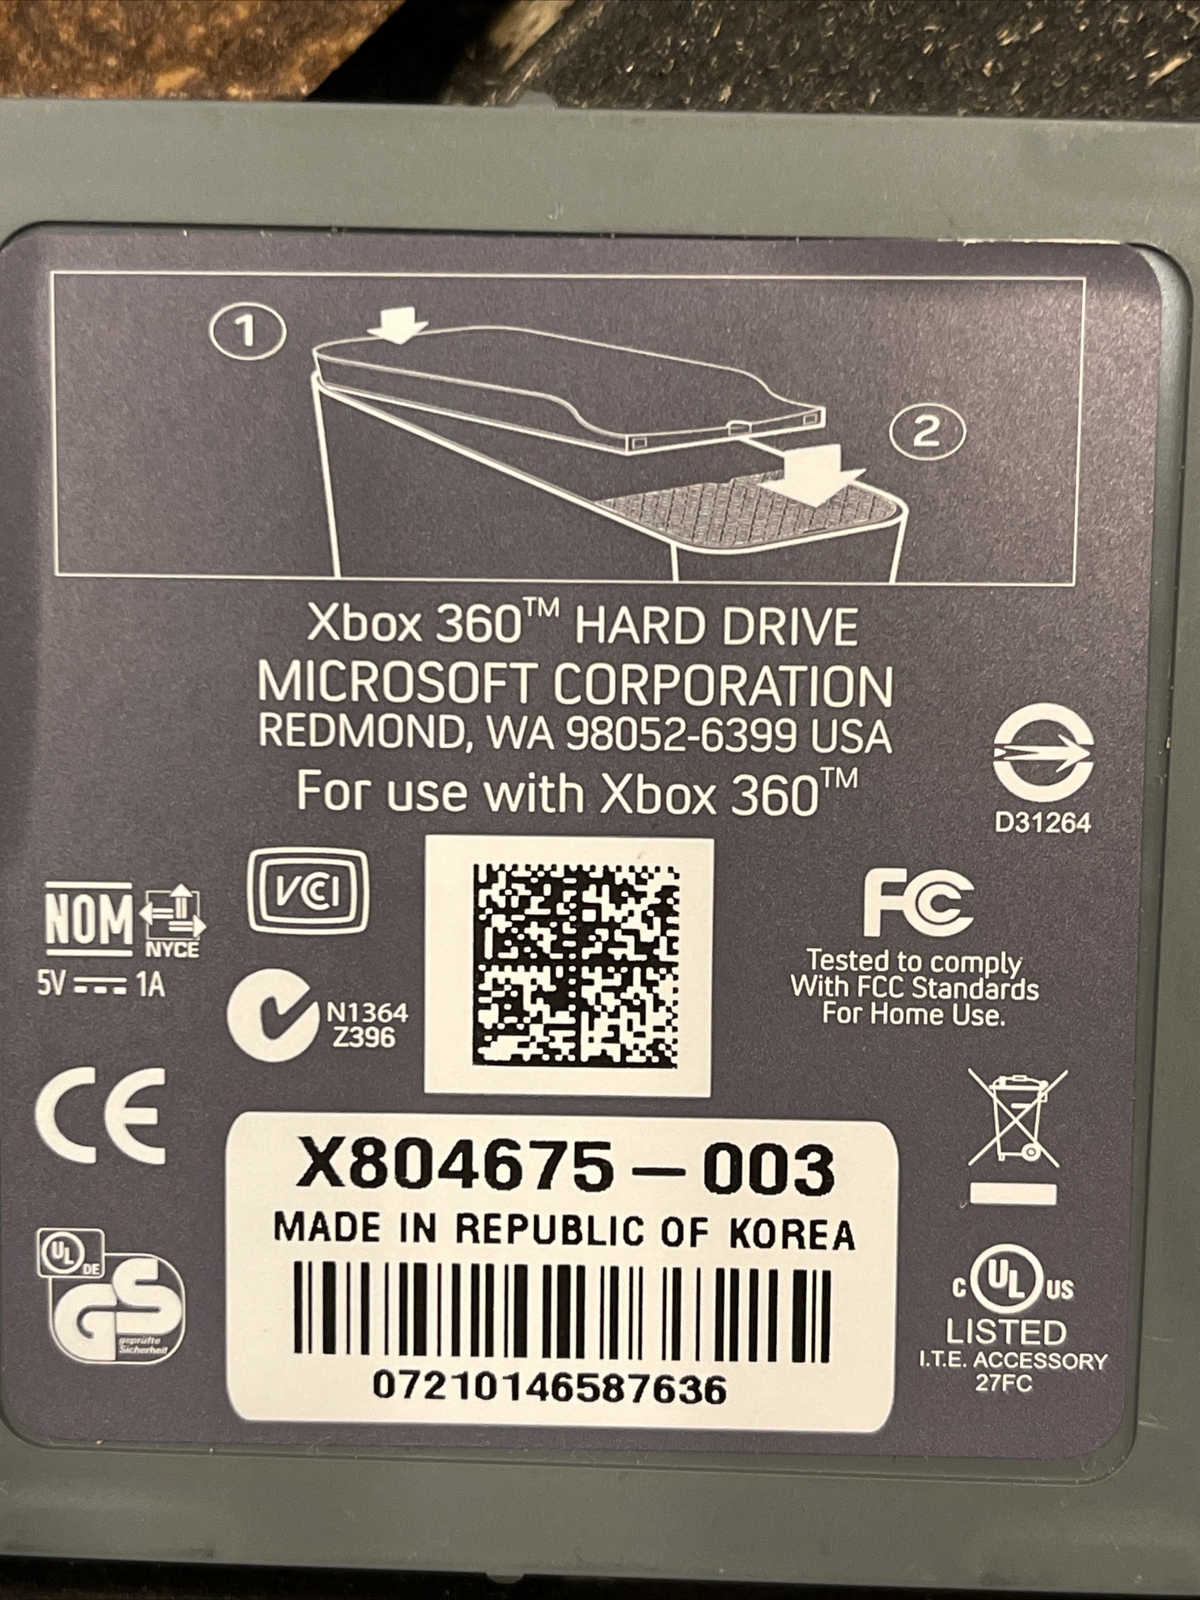 1
2
Xbox 360™ HARD DRIVE
MICROSOFT CORPORATION
REDMOND, WA 98052-6399 USA
For use with Xbox 360™
D31264
NOM
NYCE
5V ⎓ 1A
VCI
N1364
Z396
FC
Tested to comply
With FCC Standards
For Home Use.
CE
X804675-003
MADE IN REPUBLIC OF KOREA
07210146587636
UL
DE
GS
geprüfte
Sicherheit
c UL US
LISTED
I.T.E. ACCESSORY
27FC